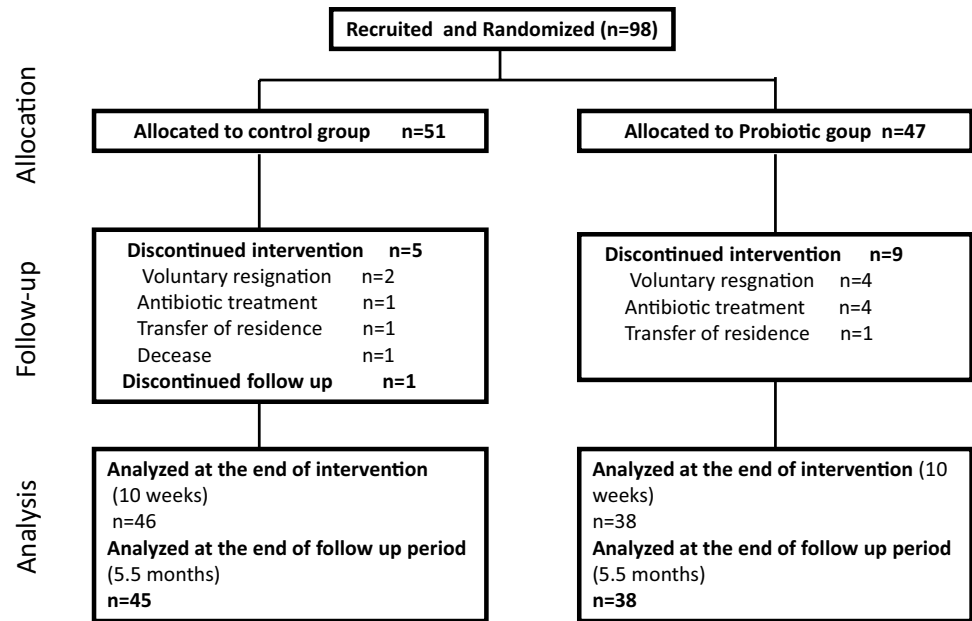 Recruited and Randomized (n=98)
Allocation
Allocated to control group n=51
Allocated to Probiotic goup n=47
Follow-up
Discontinued intervention n=5
Voluntary resignation n=2
Antibiotic treatment n=1
Transfer of residence n=1
Decease n=1
Discontinued follow up n=1
Discontinued intervention n=9
Voluntary resgnation n=4
Antibiotic treatment n=4
Transfer of residence n=1
Analysis
Analyzed at the end of intervention
(10 weeks)
n=46
Analyzed at the end of follow up period
(5.5 months)
n=45
Analyzed at the end of intervention (10
weeks)
n=38
Analyzed at the end of follow up period
(5.5 months)
n=38